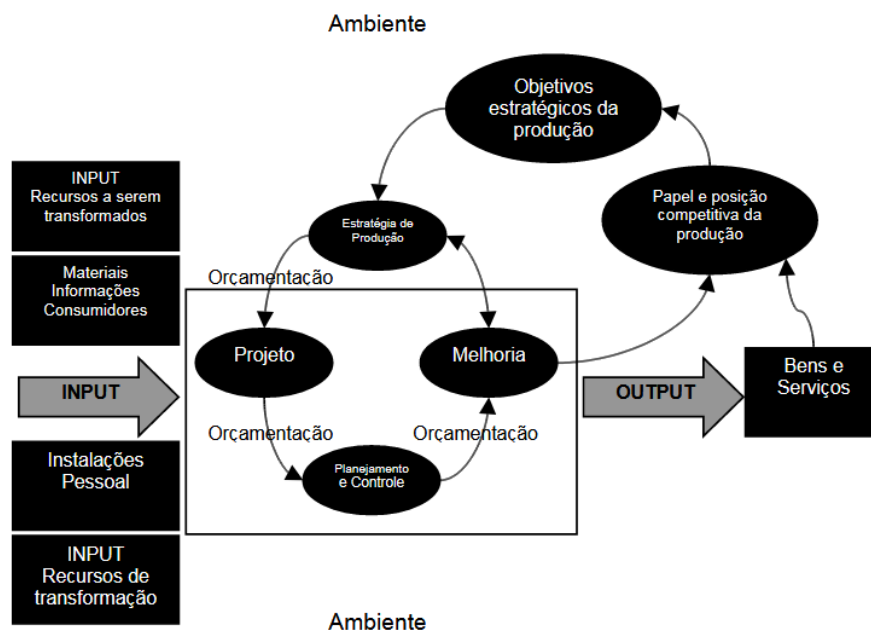 Ambiente
Objetivos
estratégicos da
produção
INPUT
Recursos a serem
transformados
Papel e posição
competitiva da
produção
Estratégia de
Produção
Materiais
Informações
Consumidores
Orçamentação
Projeto
Melhoria
INPUT
OUTPUT
Bens e
Serviços
Orçamentação
Orçamentação
Instalações
Pessoal
Planejamento
e Controle
INPUT
Recursos de
transformação
Ambiente